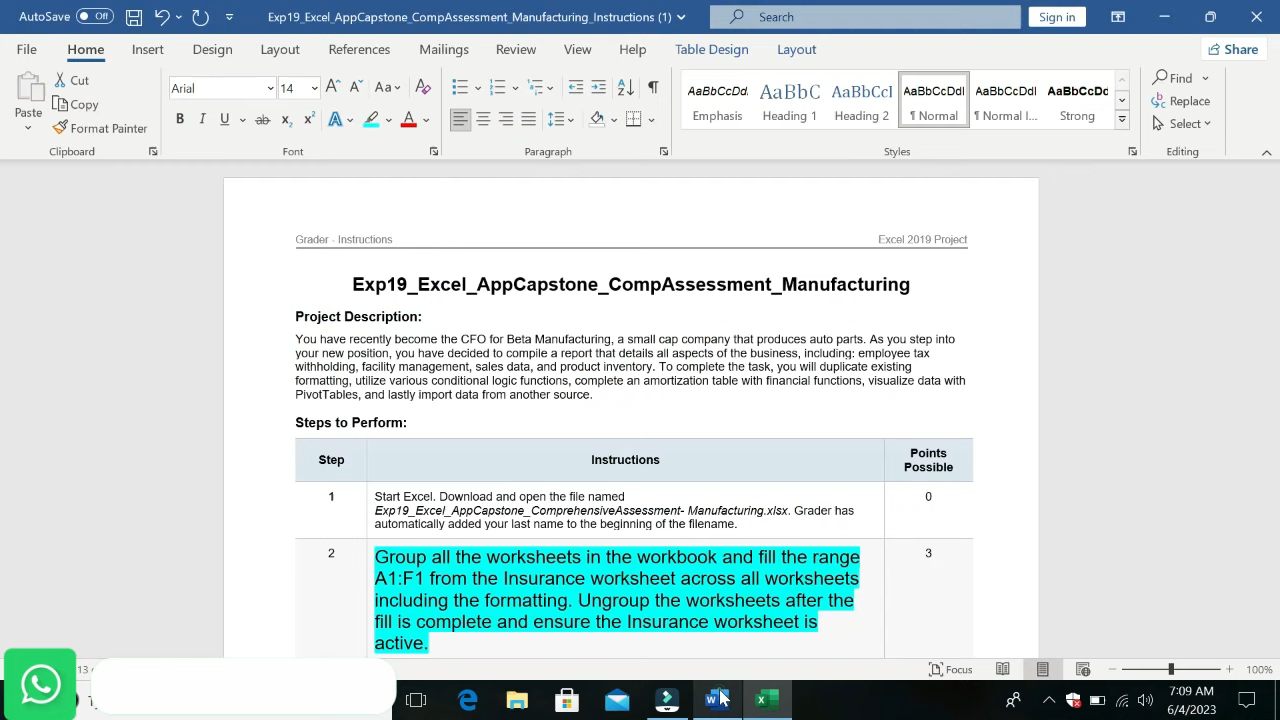 AutoSave Off Exp19_Excel_AppCapstone_CompAssessment_Manufacturing_Instructions (1) Search Sign in
File Home Insert Design Layout References Mailings Review View Help Table Design Layout Share
Paste
Cut
Copy
Format Painter
Clipboard
Arial 14
Font
Paragraph
AaBbCcDd. AaBbC AaBbCcI AaBbCcDdI AaBbCcDdI AaBbCcDc
Emphasis Heading 1 Heading 2 ¶ Normal ¶ Normal I... Strong
Styles
Find
Replace
Select
Editing
Grader - Instructions Excel 2019 Project
Exp19_Excel_AppCapstone_CompAssessment_Manufacturing
Project Description:
You have recently become the CFO for Beta Manufacturing, a small cap company that produces auto parts. As you step into
your new position, you have decided to compile a report that details all aspects of the business, including: employee tax
withholding, facility management, sales data, and product inventory. To complete the task, you will duplicate existing
formatting, utilize various conditional logic functions, complete an amortization table with financial functions, visualize data with
PivotTables, and lastly import data from another source.
Steps to Perform:
Step Instructions Points Possible
1 Start Excel. Download and open the file named 0
Exp19_Excel_AppCapstone_ComprehensiveAssessment- Manufacturing.xlsx. Grader has
automatically added your last name to the beginning of the filename.
2 Group all the worksheets in the workbook and fill the range 3
A1:F1 from the Insurance worksheet across all worksheets
including the formatting. Ungroup the worksheets after the
fill is complete and ensure the Insurance worksheet is
active.
13 Focus 100%
7:09 AM
6/4/2023